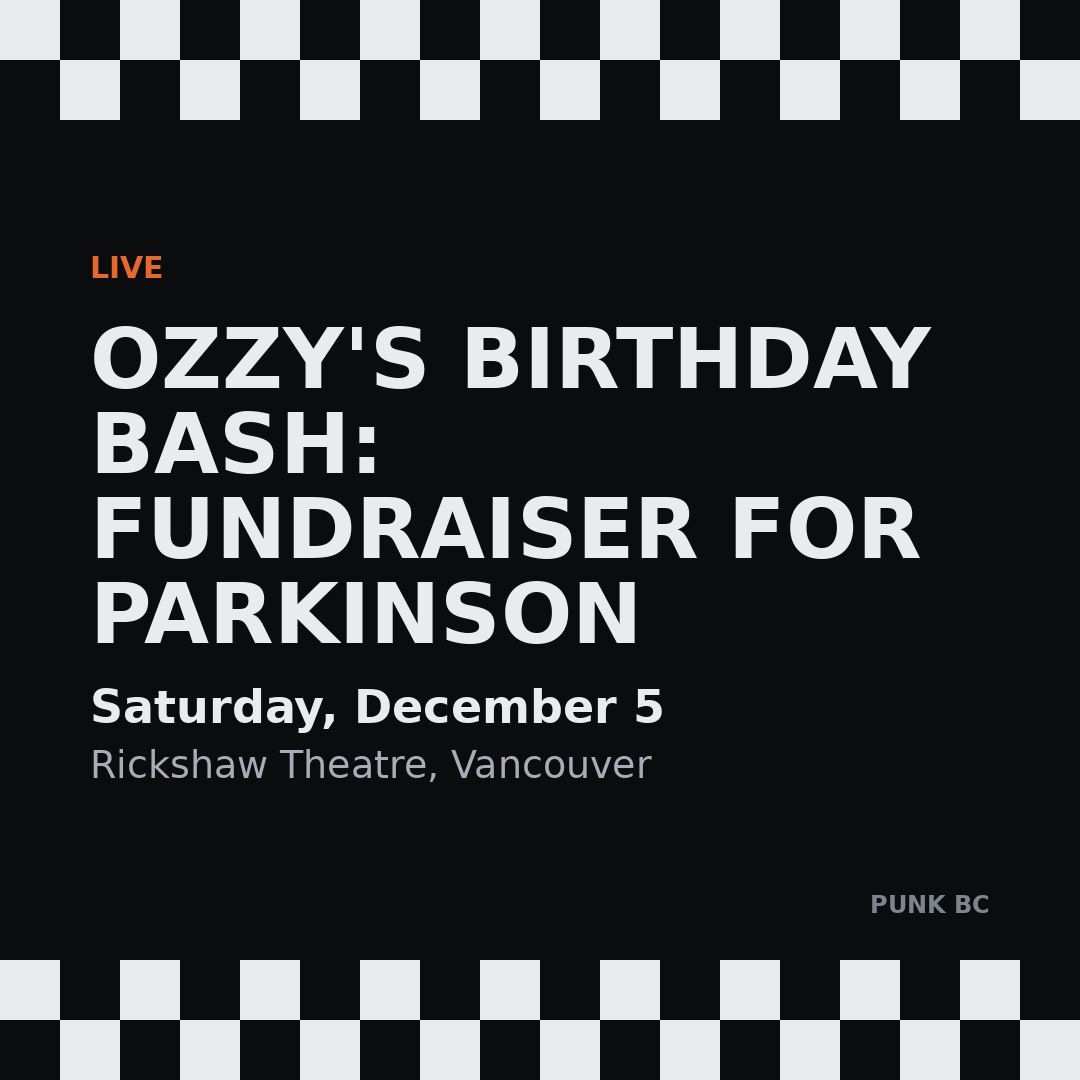 LIVE
OZZY'S BIRTHDAY
BASH:
FUNDRAISER FOR
PARKINSON
Saturday, December 5
Rickshaw Theatre, Vancouver
PUNK BC